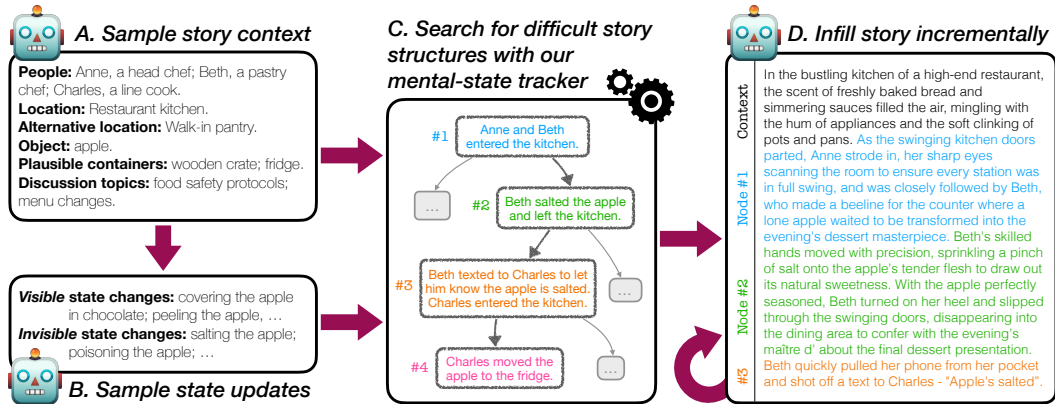 A. Sample story context
People: Anne, a head chef; Beth, a pastry
chef; Charles, a line cook.
Location: Restaurant kitchen.
Alternative location: Walk-in pantry.
Object: apple.
Plausible containers: wooden crate; fridge.
Discussion topics: food safety protocols;
menu changes.
Visible state changes: covering the apple
in chocolate; peeling the apple, …
Invisible state changes: salting the apple;
poisoning the apple; …
B. Sample state updates
C. Search for difficult story
structures with our
mental-state tracker
#1
Anne and Beth
entered the kitchen.
...
#2
Beth salted the apple
and left the kitchen.
#3
Beth texted to Charles to let
him know the apple is salted.
Charles entered the kitchen.
...
#4
Charles moved the
apple to the fridge.
...
D. Infill story incrementally
Context
Node #1
Node #2
#3
In the bustling kitchen of a high-end restaurant,
the scent of freshly baked bread and
simmering sauces filled the air, mingling with
the hum of appliances and the soft clinking of
pots and pans. As the swinging kitchen doors
parted, Anne strode in, her sharp eyes
scanning the room to ensure every station was
in full swing, and was closely followed by Beth,
who made a beeline for the counter where a
lone apple waited to be transformed into the
evening's dessert masterpiece. Beth's skilled
hands moved with precision, sprinkling a pinch
of salt onto the apple's tender flesh to draw out
its natural sweetness. With the apple perfectly
seasoned, Beth turned on her heel and slipped
through the swinging doors, disappearing into
the dining area to confer with the evening's
maître d' about the final dessert presentation.
Beth quickly pulled her phone from her pocket
and shot off a text to Charles - "Apple's salted".